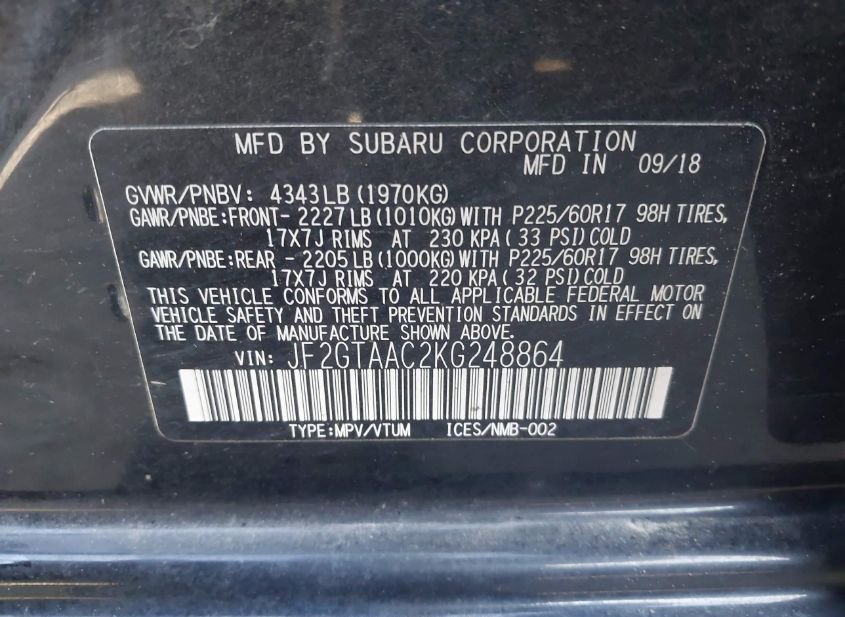 MFD BY SUBARU CORPORATION
MFD IN 09/18
GVWR/PNBV: 4343LB (1970KG)
GAWR/PNBE:FRONT- 2227 LB (1010KG) WITH P225/60R17 98H TIRES,
17X7J RIMS AT 230 KPA( 33 PSI) COLD
GAWR/PNBE:REAR - 2205 LB (1000KG) WITH P225/60R17 98H TIRES,
17X7J RIMS AT 220 KPA( 32 PSI) COLD
THIS VEHICLE CONFORMS TO ALL APPLICABLE FEDERAL MOTOR
VEHICLE SAFETY AND THEFT PREVENTION STANDARDS IN EFFECT ON
THE DATE OF MANUFACTURE SHOWN ABOVE.
VIN: JF2GTAAC2KG248864
TYPE:MPV/VTUM ICES/NMB-002